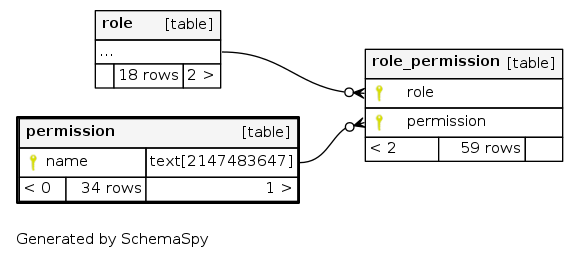 role [table]
...
18 rows 2 >
role_permission [table]
role
permission
< 2 59 rows
permission [table]
name text[2147483647]
< 0 34 rows 1 >
Generated by SchemaSpy